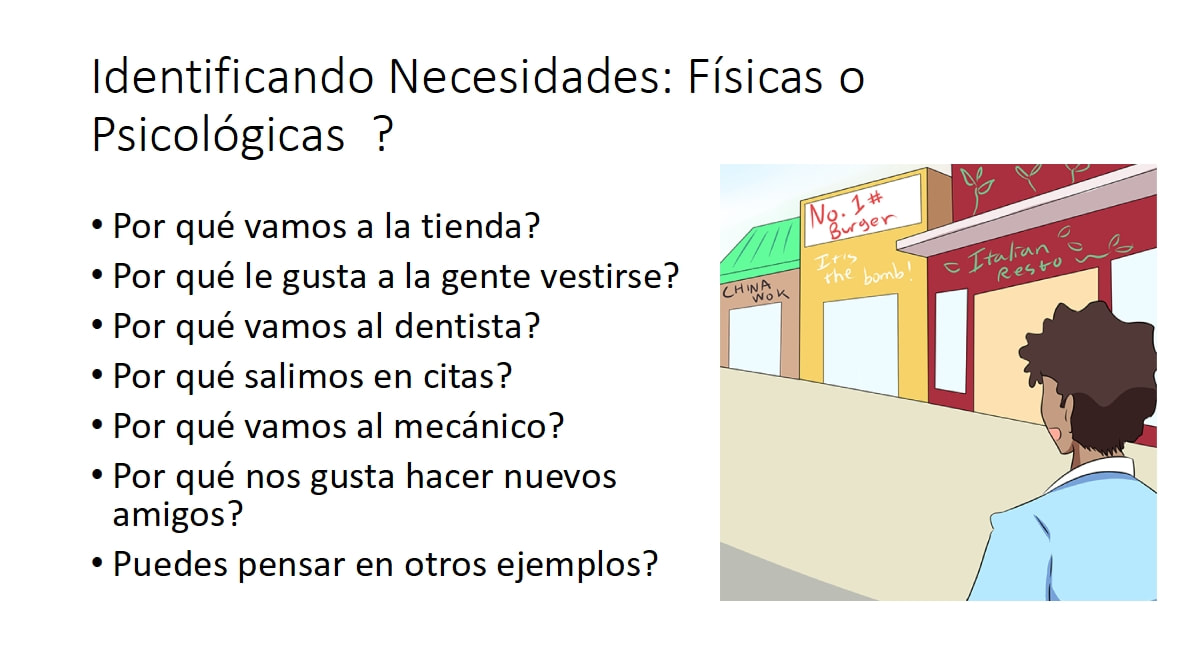 Identificando Necesidades: Físicas o
Psicológicas  ?
• Por qué vamos a la tienda?
• Por qué le gusta a la gente vestirse?
• Por qué vamos al dentista?
• Por qué salimos en citas?
• Por qué vamos al mecánico?
• Por qué nos gusta hacer nuevos
amigos?
• Puedes pensar en otros ejemplos?
CHINA
WOK
No. 1#
Burger
It's
the bomb!
Italian
Resto